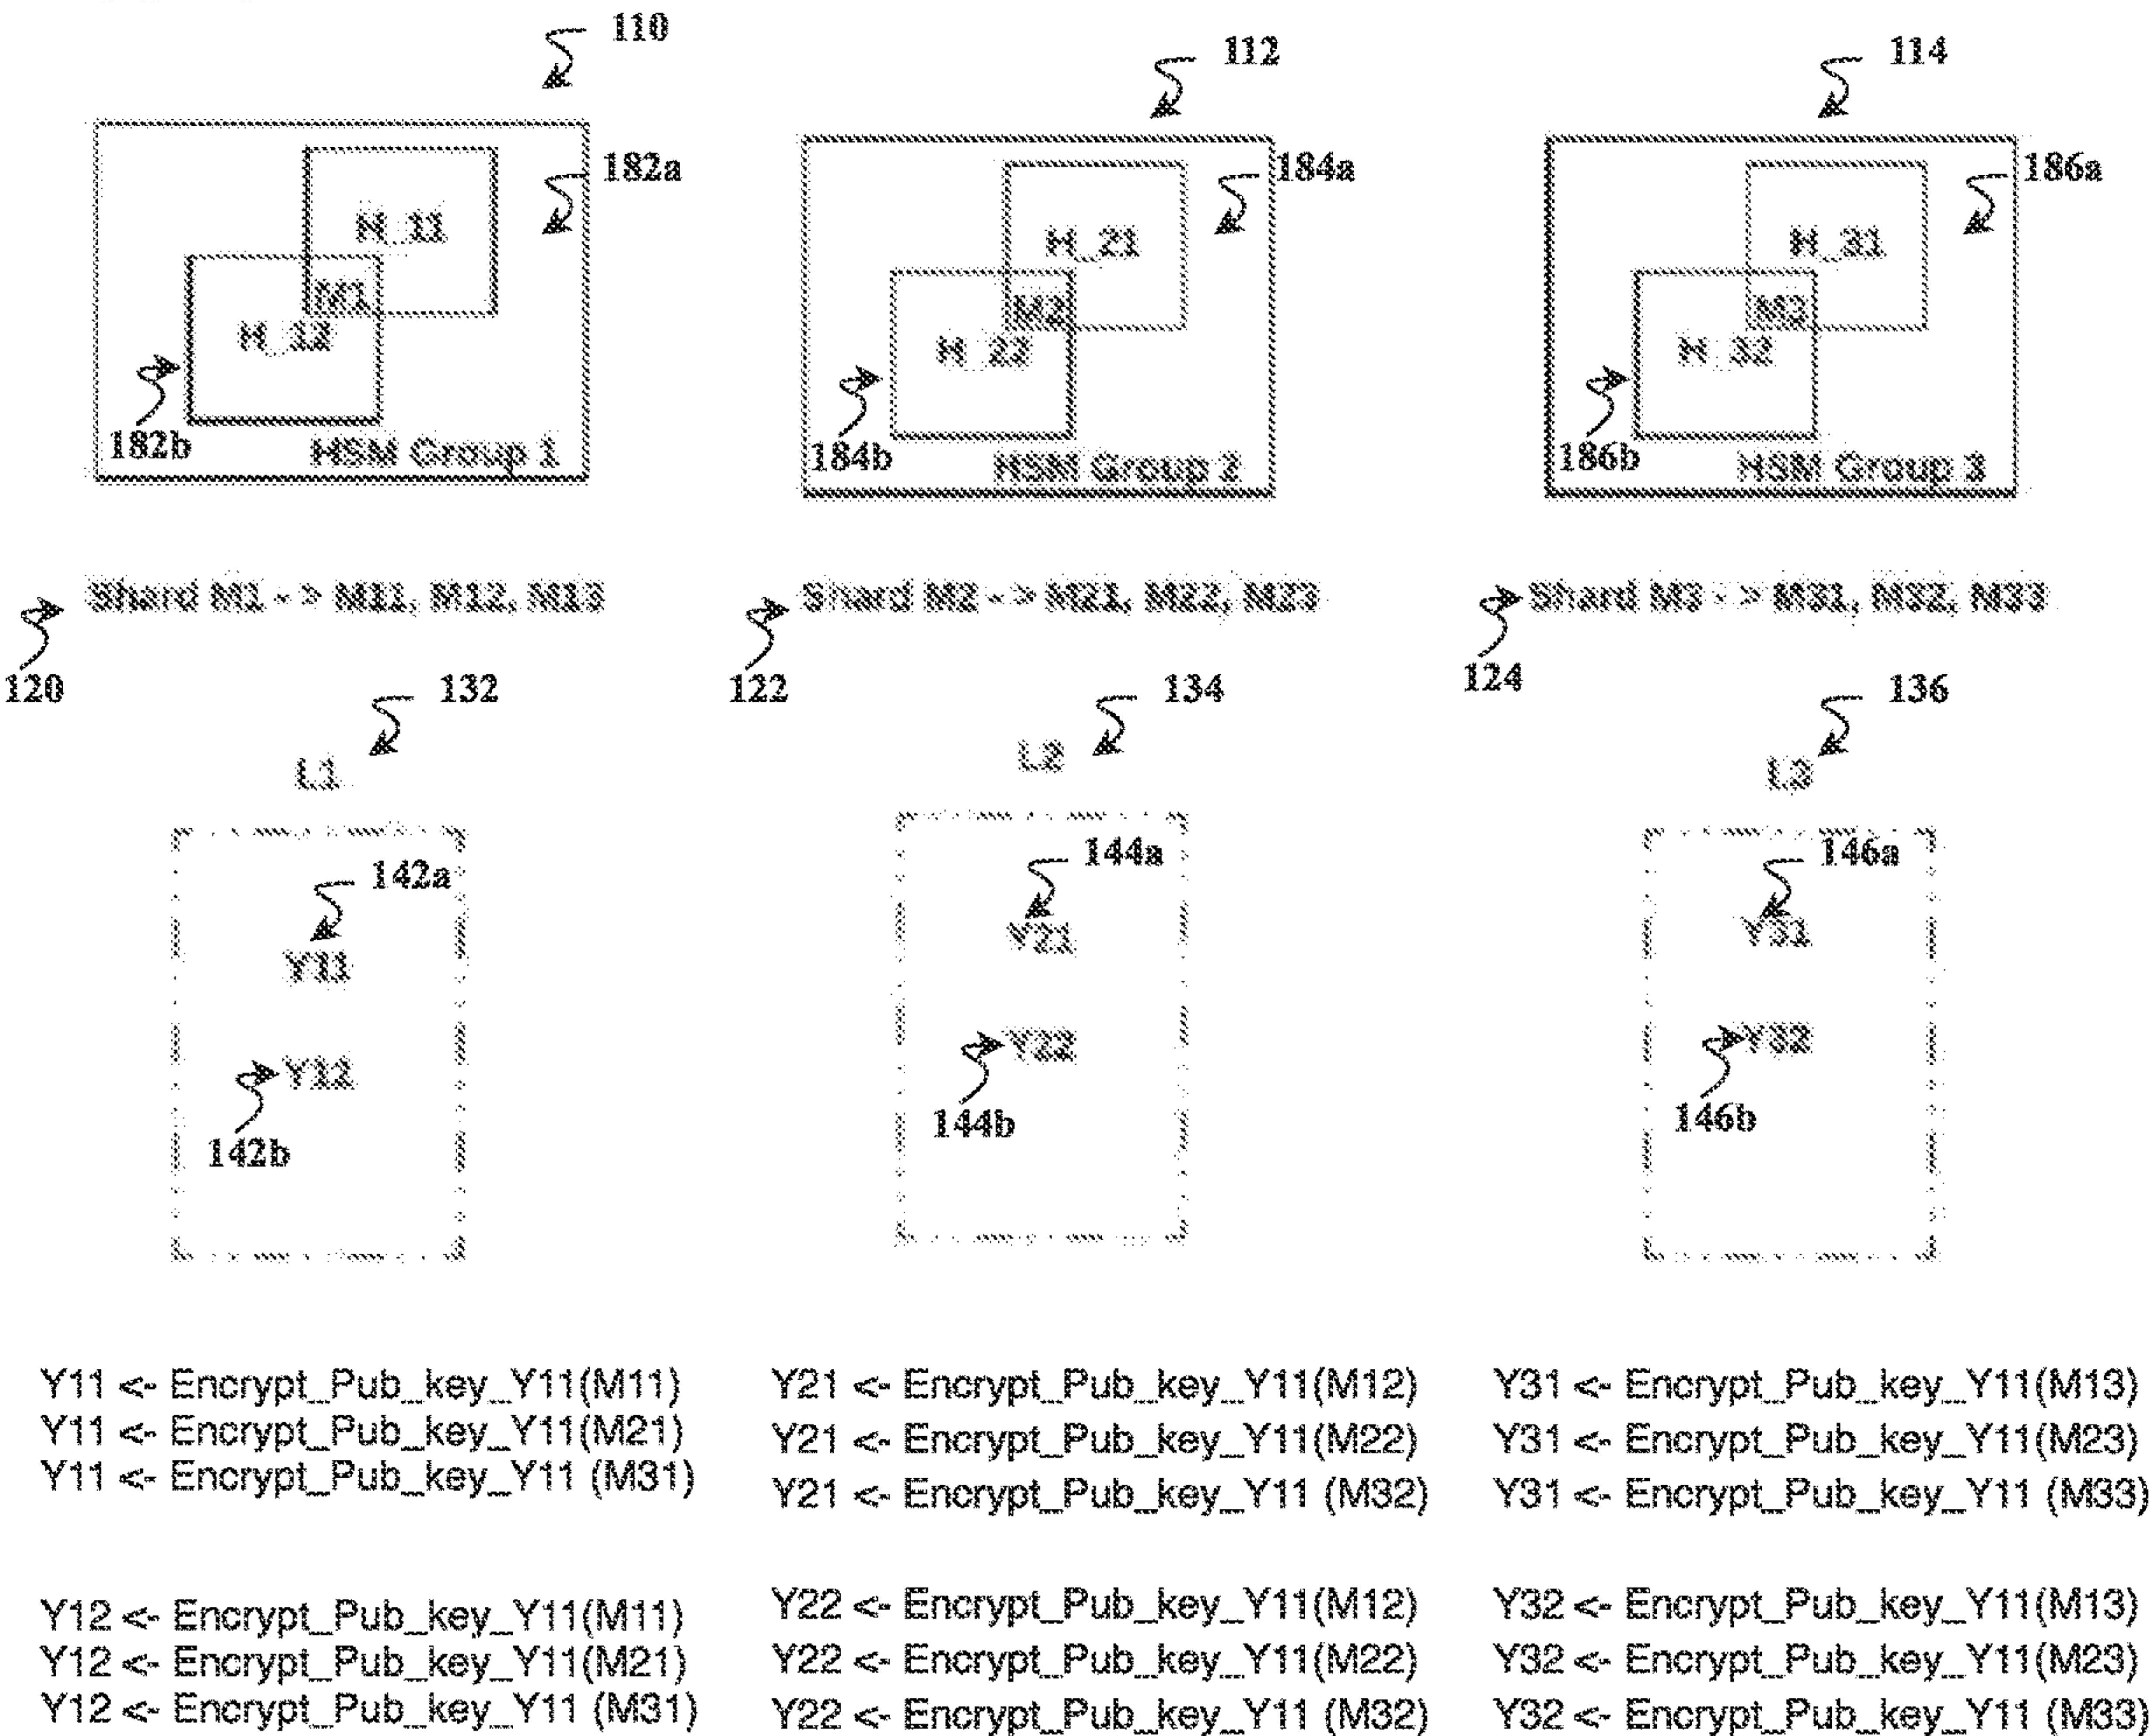 110
112
114
182a
184a
186a
H_11
H_21
H_31
M1
M2
M3
H_12
H_22
H_32
182b
184b
186b
HSM Group 1
HSM Group 2
HSM Group 3
Shard M1 - > M11, M12, M13
Shard M2 - > M21, M22, M23
Shard M3 - > M31, M32, M33
120
132
122
134
124
136
L1
L2
L3
142a
144a
146a
Y11
Y21
Y31
Y12
Y22
Y32
142b
144b
146b
Y11 <- Encrypt_Pub_key_Y11(M11)
Y11 <- Encrypt_Pub_key_Y11(M21)
Y11 <- Encrypt_Pub_key_Y11 (M31)
Y21 <- Encrypt_Pub_key_Y11(M12)
Y21 <- Encrypt_Pub_key_Y11(M22)
Y21 <- Encrypt_Pub_key_Y11 (M32)
Y31 <- Encrypt_Pub_key_Y11(M13)
Y31 <- Encrypt_Pub_key_Y11(M23)
Y31 <- Encrypt_Pub_key_Y11 (M33)
Y12 <- Encrypt_Pub_key_Y11(M11)
Y12 <- Encrypt_Pub_key_Y11(M21)
Y12 <- Encrypt_Pub_key_Y11 (M31)
Y22 <- Encrypt_Pub_key_Y11(M12)
Y22 <- Encrypt_Pub_key_Y11(M22)
Y22 <- Encrypt_Pub_key_Y11 (M32)
Y32 <- Encrypt_Pub_key_Y11(M13)
Y32 <- Encrypt_Pub_key_Y11(M23)
Y32 <- Encrypt_Pub_key_Y11 (M33)